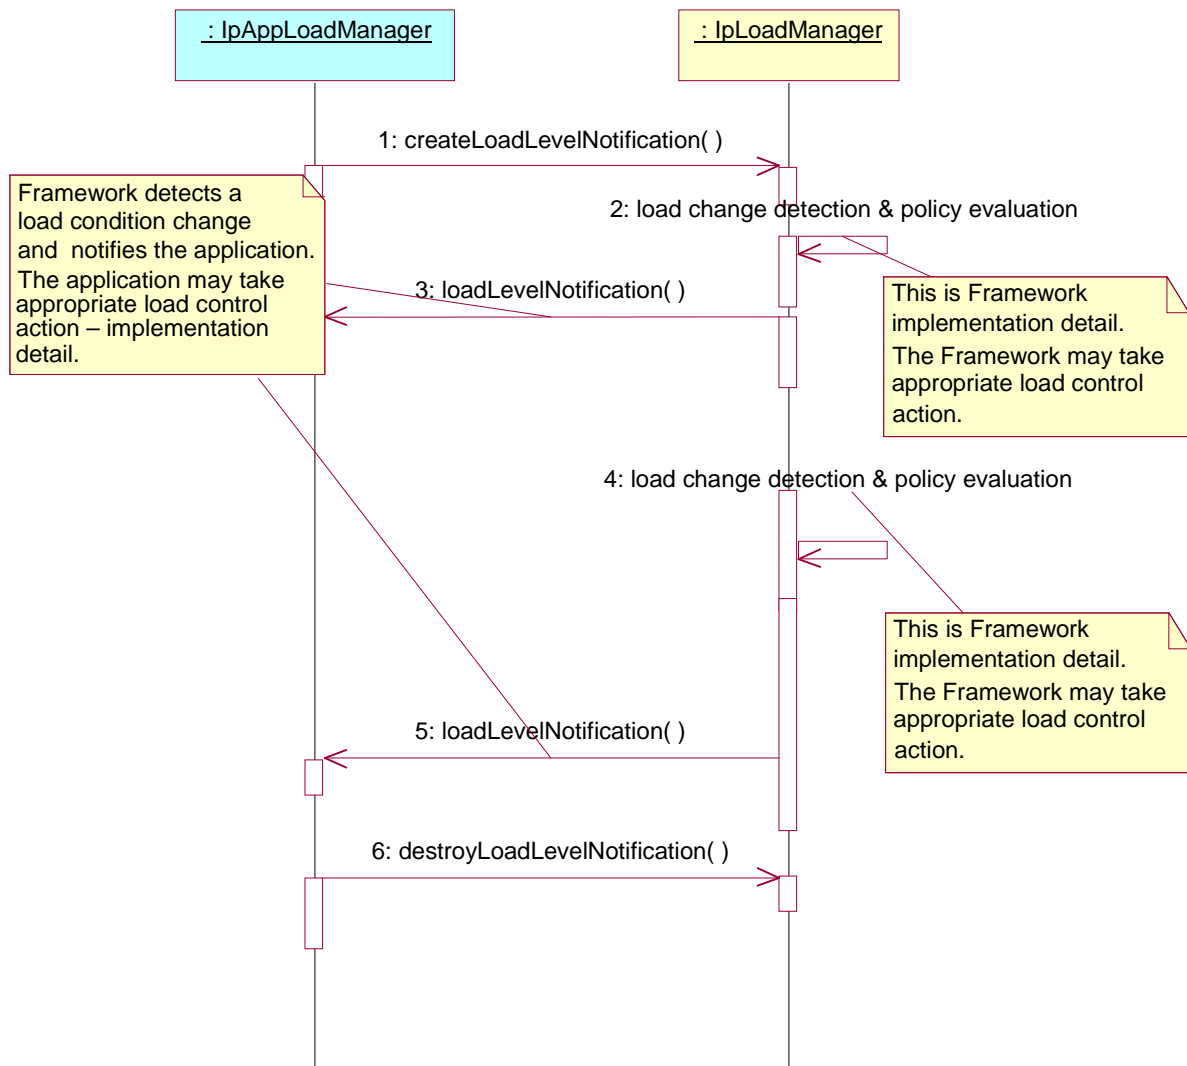 : IpAppLoadManager
: IpLoadManager
1: createLoadLevelNotification( )
Framework detects a
load condition change
and  notifies the application.
The application may take
appropriate load control
action – implementation
detail.
2: load change detection & policy evaluation
3: loadLevelNotification( )
This is Framework
implementation detail.
The Framework may take
appropriate load control
action.
4: load change detection & policy evaluation
This is Framework
implementation detail.
The Framework may take
appropriate load control
action.
5: loadLevelNotification( )
6: destroyLoadLevelNotification( )